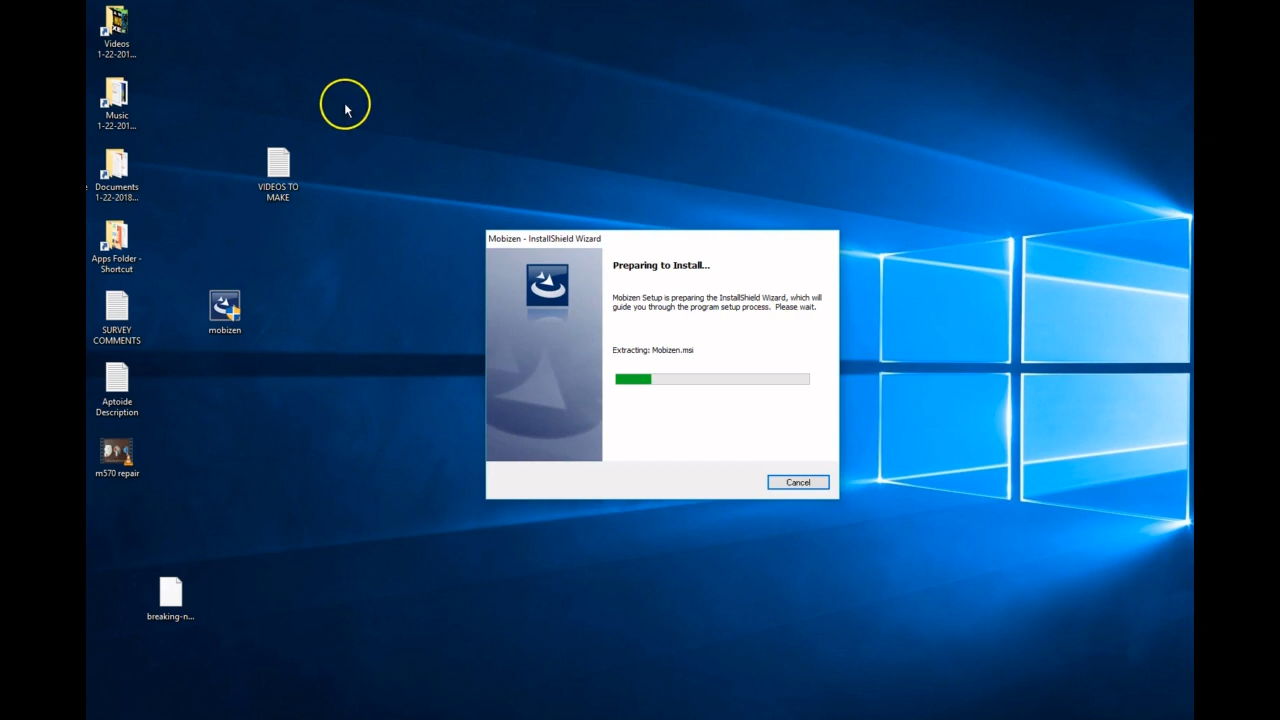 Videos
1-22-201...
Music
1-22-201...
Documents
1-22-2018...
Apps Folder -
Shortcut
SURVEY
COMMENTS
Aptoide
Description
m570 repair
breaking-n...
mobizen
VIDEOS TO
MAKE
Mobizen - InstallShield Wizard
Preparing to Install...
Mobizen Setup is preparing the InstallShield Wizard, which will
guide you through the program setup process. Please wait.
Extracting: Mobizen.msi
Cancel